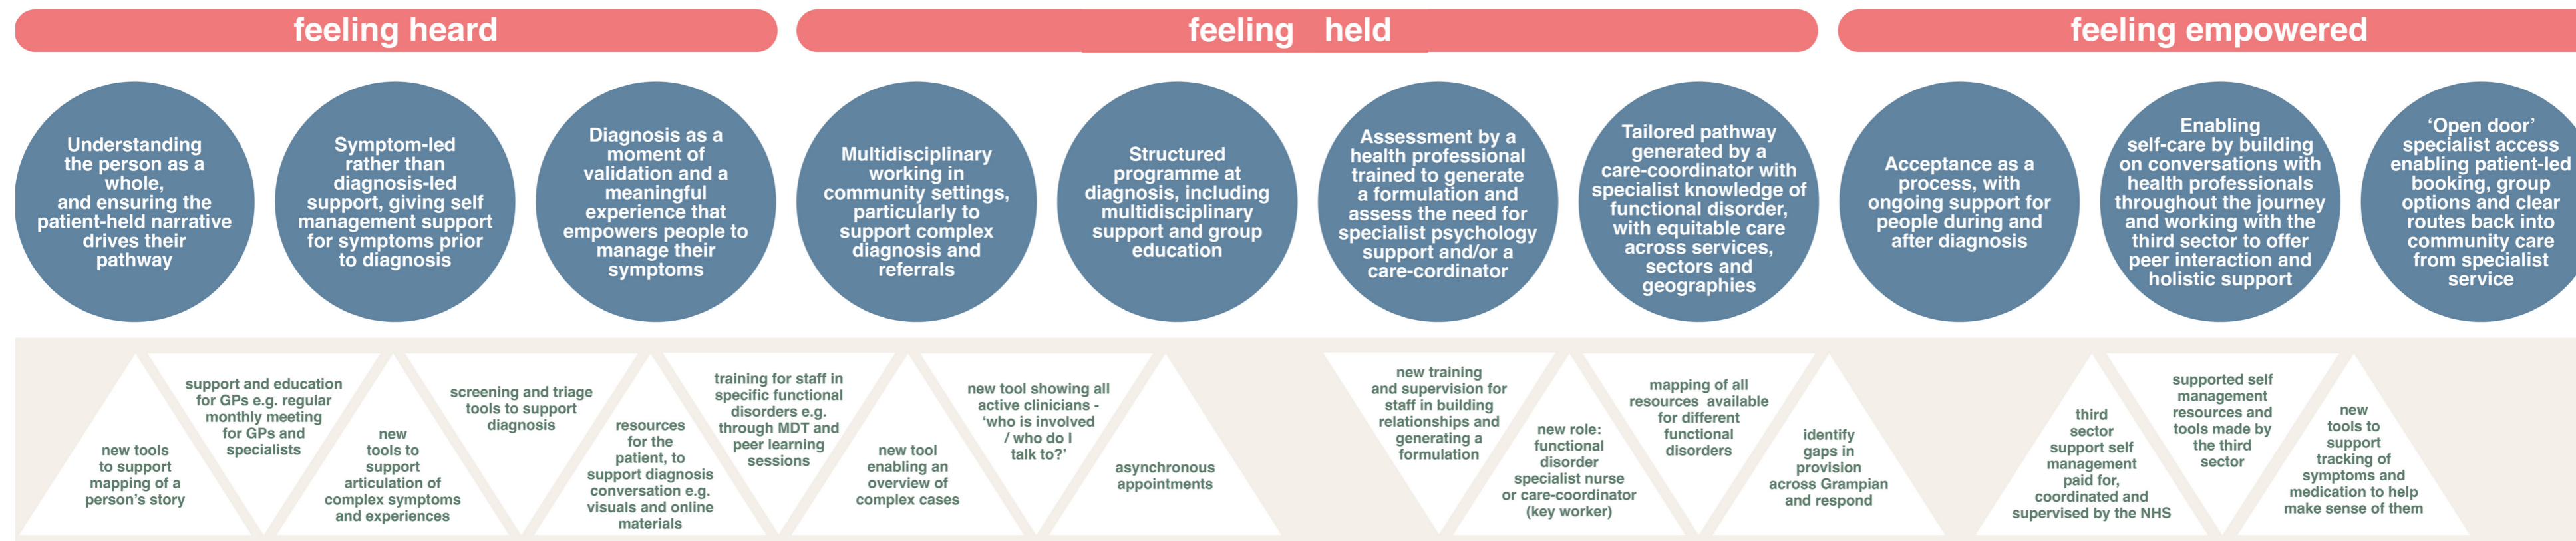 feeling heard
feeling held
feeling empowered
Understanding
the person as a
whole,
and ensuring the
patient-held narrative
drives their
pathway
Symptom-led
rather than
diagnosis-led
support, giving self
management support
for symptoms prior
to diagnosis
Diagnosis as a
moment of
validation and a
meaningful
experience that
empowers people to
manage their
symptoms
Multidisciplinary
working in
community settings,
particularly to
support complex
diagnosis and
referrals
Structured
programme at
diagnosis, including
multidisciplinary
support and group
education
Assessment by a
health professional
trained to generate
a formulation and
assess the need for
specialist psychology
support and/or a
care-cordinator
Tailored pathway
generated by a
care-coordinator with
specialist knowledge of
functional disorder,
with equitable care
across services,
sectors and
geographies
Acceptance as a
process, with
ongoing support for
people during and
after diagnosis
Enabling
self-care by building
on conversations with
health professionals
throughout the journey
and working with the
third sector to offer
peer interaction and
holistic support
‘Open door’
specialist access
enabling patient-led
booking, group
options and clear
routes back into
community care
from specialist
service
new tools
to support
mapping of a
person’s story
support and education
for GPs e.g. regular
monthly meeting
for GPs and
specialists
new
tools to
support
articulation of
complex symptoms
and experiences
screening and triage
tools to support
diagnosis
resources
for the
patient, to
support diagnosis
conversation e.g.
visuals and online
materials
training for staff in
specific functional
disorders e.g.
through MDT and
peer learning
sessions
new tool
enabling an
overview of
complex cases
new tool showing all
active clinicians -
‘who is involved
/ who do I
talk to?’
asynchronous
appointments
new training
and supervision for
staff in building
relationships and
generating a
formulation
new role:
functional
disorder
specialist nurse
or care-coordinator
(key worker)
mapping of all
resources available
for different
functional
disorders
identify
gaps in
provision
across Grampian
and respond
third
sector
support self
management
paid for,
coordinated and
supervised by the NHS
supported self
management
resources and
tools made by
the third
sector
new
tools to
support
tracking of
symptoms and
medication to help
make sense of them